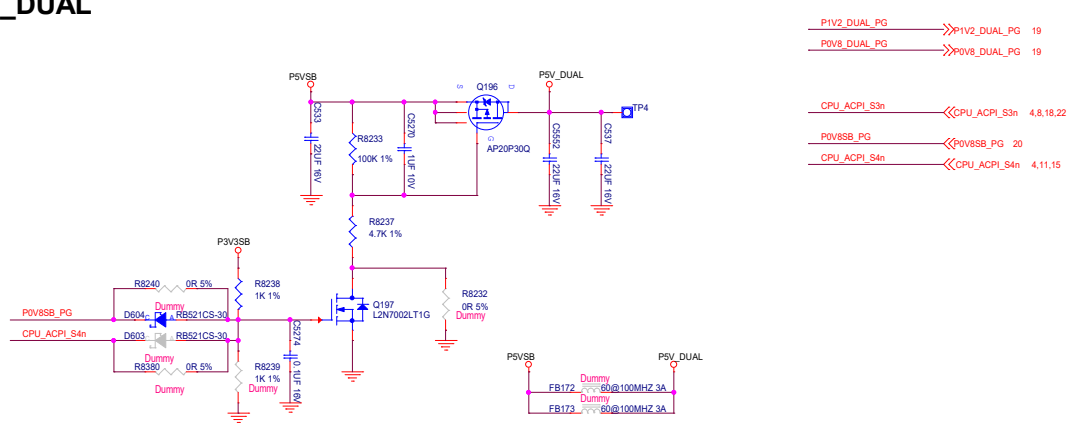 _DUAL
P1V2_DUAL_PG
P1V2_DUAL_PG 19
P0V8_DUAL_PG
P0V8_DUAL_PG 19
CPU_ACPI_S3n
CPU_ACPI_S3n 4,8,18,22
P0V8SB_PG
P0V8SB_PG 20
CPU_ACPI_S4n
CPU_ACPI_S4n 4,11,15
P5VSB
C533
22UF 16V
R8233
100K 1%
C5270
1UF 10V
S
Q196
D
G
AP20P30Q
P5V_DUAL
TP4
C5552
22UF 16V
C537
22UF 16V
R8237
4.7K 1%
P3V3SB
R8240
0R 5%
Dummy
R8238
1K 1%
P0V8SB_PG
D604
C
A
RB521CS-30
CPU_ACPI_S4n
D603
RB521CS-30
Dummy
R8380
0R 5%
Dummy
R8239
1K 1%
Dummy
C5274
0.1UF 16V
Q197
L2N7002LT1G
R8232
0R 5%
Dummy
P5VSB
P5V_DUAL
Dummy
FB172
60@100MHZ 3A
Dummy
FB173
60@100MHZ 3A